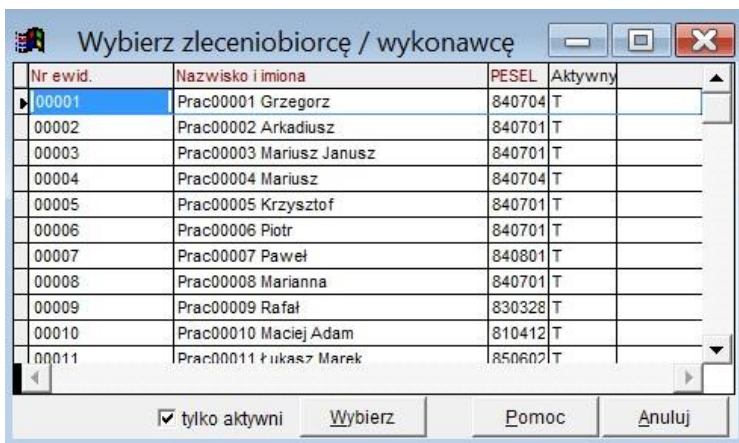 Wybierz zleceniobiorcę / wykonawcę
Nr ewid. Nazwisko i imiona PESEL Aktywny
00001 Prac00001 Grzegorz 840704 T
00002 Prac00002 Arkadiusz 840701 T
00003 Prac00003 Mariusz Janusz 840701 T
00004 Prac00004 Mariusz 840704 T
00005 Prac00005 Krzysztof 840701 T
00006 Prac00006 Piotr 840701 T
00007 Prac00007 Paweł 840801 T
00008 Prac00008 Marianna 840701 T
00009 Prac00009 Rafał 830328 T
00010 Prac00010 Maciej Adam 810412 T
00011 Prac00011 Łukasz Marek 850602 T
tylko aktywni Wybierz Pomoc Anuluj